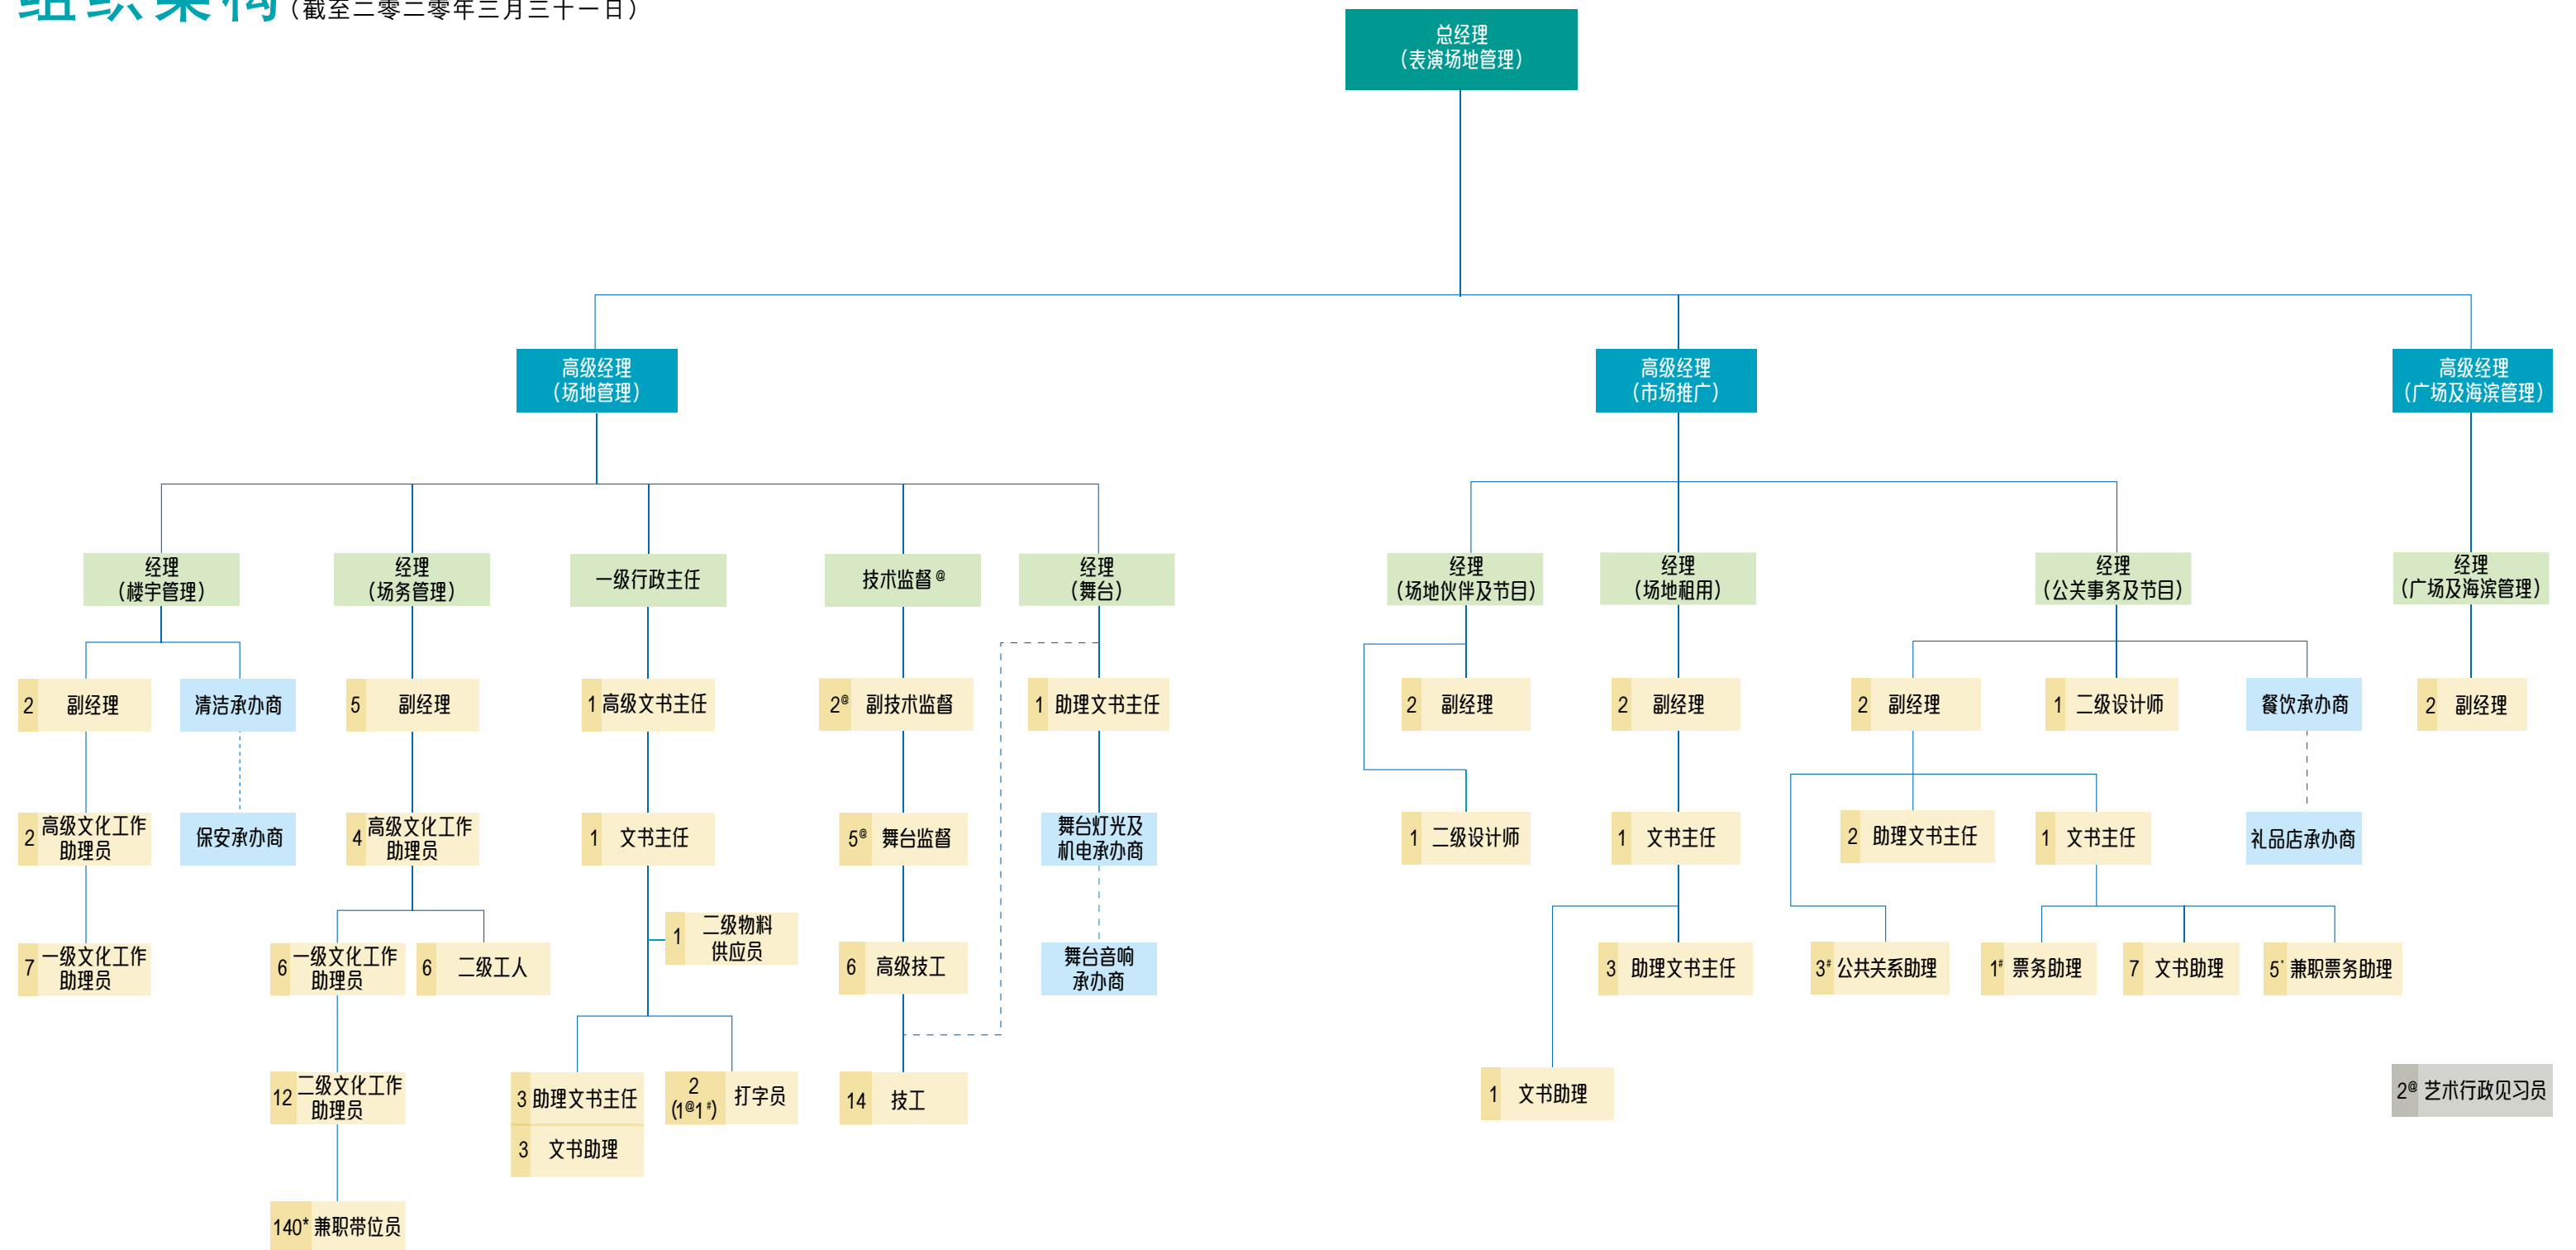 组织架构(截至二零二零年三月三十一日)
总经理
(表演场地管理)
高级经理
(场地管理)
高级经理
(市场推广)
高级经理
(广场及海滨管理)
经理
(楼宇管理)
经理
(场务管理)
一级行政主任
技术监督@
经理
(舞台)
经理
(场地伙伴及节目)
经理
(场地租用)
经理
(公关事务及节目)
经理
(广场及海滨管理)
2 副经理
清洁承办商
5 副经理
1 高级文书主任
2@ 副技术监督
1 助理文书主任
2 副经理
2 副经理
2 副经理
1 二级设计师
餐饮承办商
2 副经理
2 高级文化工作
助理员
保安承办商
4 高级文化工作
助理员
1 文书主任
5@ 舞台监督
舞台灯光及
机电承办商
1 二级设计师
1 文书主任
2 助理文书主任
1 文书主任
礼品店承办商
1 二级物料
供应员
7 一级文化工作
助理员
6 一级文化工作
助理员
6 二级工人
6 高级技工
舞台音响
承办商
3 助理文书主任
3# 公共关系助理
1# 票务助理
7 文书助理
5* 兼职票务助理
12 二级文化工作
助理员
3 助理文书主任
2
(1@1#) 打字员
14 技工
1 文书助理
2@ 艺术行政见习员
3 文书助理
140* 兼职带位员